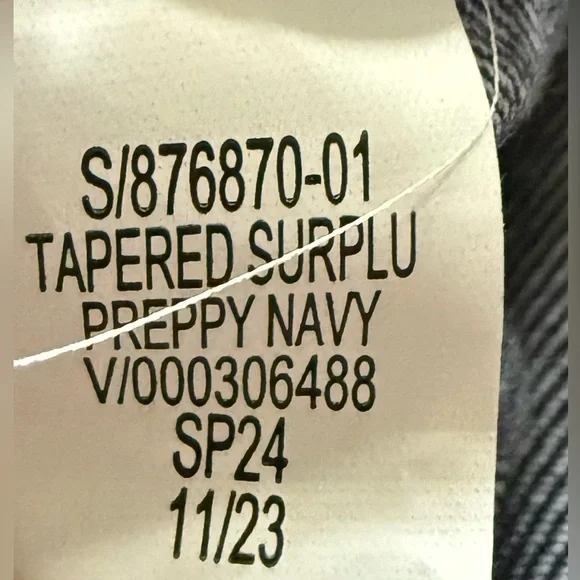 S/876870-01
TAPERED SURPLU
PREPPY NAVY
V/000306488
SP24
11/23